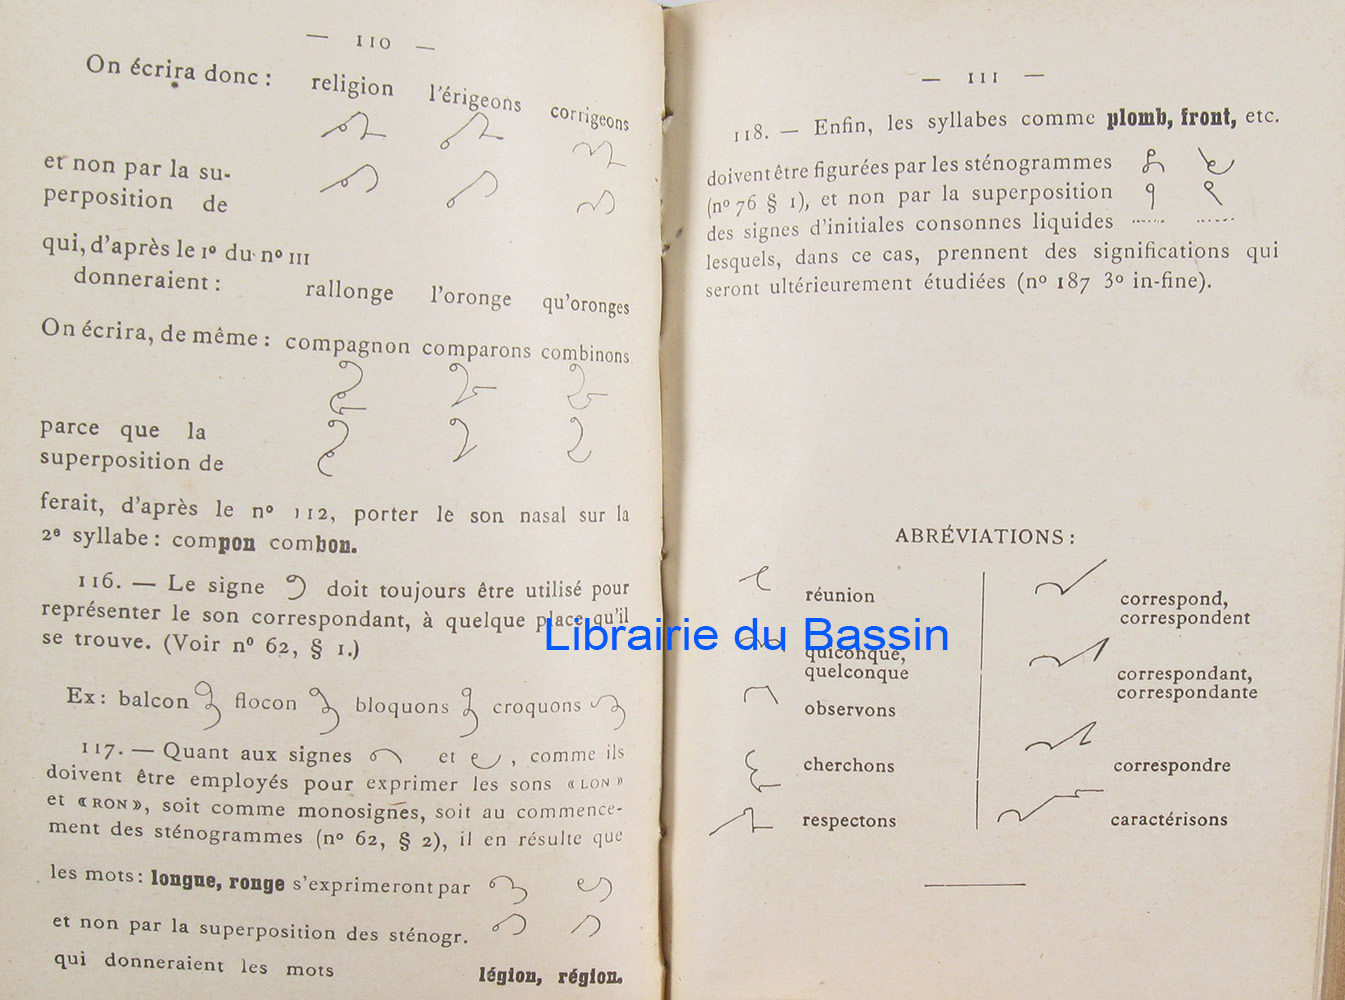 — 110 —
On écrira donc : religion l'érigeons corrigeons
et non par la su-
perposition de
qui, d'après le 1º du nº 111
donneraient : rallonge l'oronge qu'oronges
On écrira, de même : compagnon comparons combinons
parce que la
superposition de
ferait, d'après le nº 112, porter le son nasal sur la
2e syllabe : compon combon.
116. — Le signe doit toujours être utilisé pour
représenter le son correspondant, à quelque place qu'il
se trouve. (Voir nº 62, § 1.)
Ex : balcon flocon bloquons croquons
117. — Quant aux signes et , comme ils
doivent être employés pour exprimer les sons « LON »
et « RON », soit comme monosignes, soit au commence-
ment des sténogrammes (nº 62, § 2), il en résulte que
les mots : longue, ronge s'exprimeront par
et non par la superposition des sténogr.
qui donneraient les mots légion, région.
— 111 —
118. — Enfin, les syllabes comme plomb, front, etc.
doivent être figurées par les sténogrammes
(nº 76 § 1), et non par la superposition
des signes d'initiales consonnes liquides ...... ......
lesquels, dans ce cas, prennent des significations qui
seront ultérieurement étudiées (nº 187 3º in-fine).
ABRÉVIATIONS :
réunion
quiconque,
quelconque
observons
cherchons
respectons
correspond,
correspondent
correspondant,
correspondante
correspondre
caractérisons
Librairie du Bassin